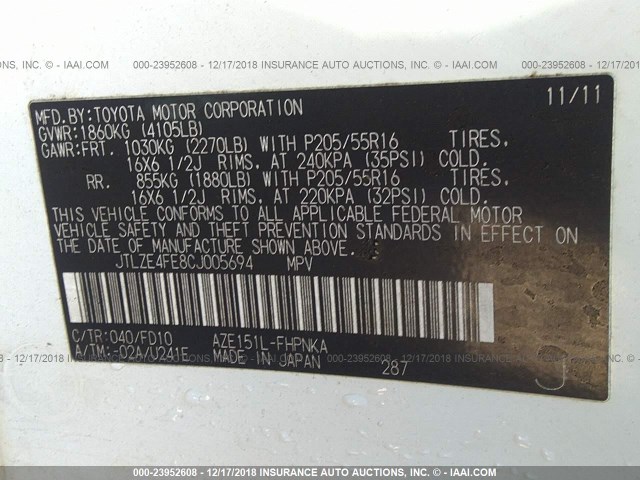 000-23952608 - 12/17/2018 INSURANCE AUTO AUCTIONS, INC. - © - IAAI.COM
MFD.BY:TOYOTA MOTOR CORPORATION 11/11
GVWR:1860KG (4105LB)
GAWR:FRT. 1030KG (2270LB) WITH P205/55R16 TIRES.
16X6 1/2J RIMS. AT 240KPA (35PSI) COLD.
RR. 855KG (1880LB) WITH P205/55R16 TIRES.
16X6 1/2J RIMS. AT 220KPA (32PSI) COLD.
THIS VEHICLE CONFORMS TO ALL APPLICABLE FEDERAL MOTOR
VEHICLE SAFETY AND THEFT PREVENTION STANDARDS IN EFFECT ON
THE DATE OF MANUFACTURE SHOWN ABOVE.
JTLZE4FE8CJ005694 MPV
C/TR:040/FD10 AZE151L-FHPNKA
A/TM:-02A/U241E MADE IN JAPAN 287 J
000-23952608 - 12/17/2018 INSURANCE AUTO AUCTIONS, INC. - © - IAAI.COM
000-23952608 - 12/17/2018 INSURANCE AUTO AUCTIONS, INC. - © - IAAI.COM